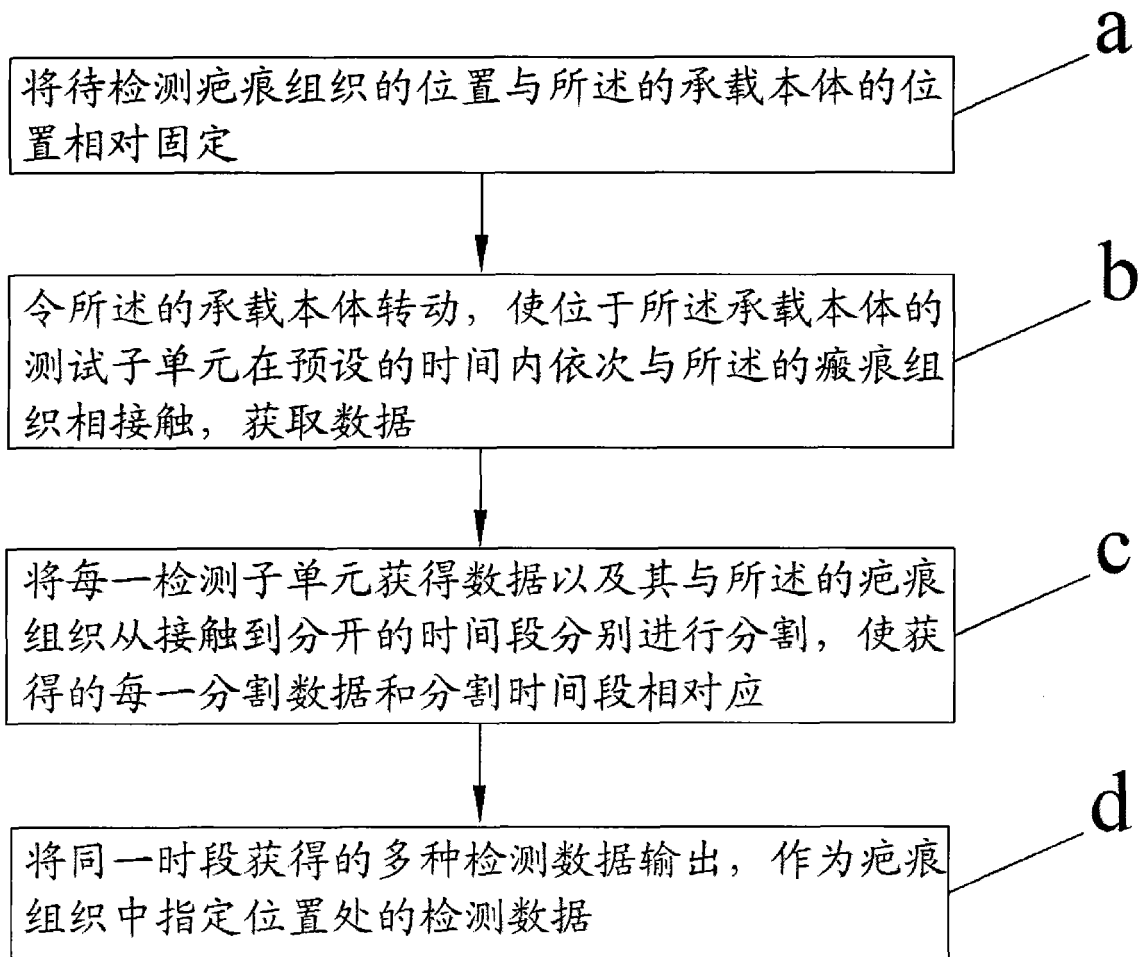 a
将待检测疤痕组织的位置与所述的承载本体的位
置相对固定
b
令所述的承载本体转动，使位于所述承载本体的
测试子单元在预设的时间内依次与所述的瘢痕组
织相接触，获取数据
c
将每一检测子单元获得数据以及其与所述的疤痕
组织从接触到分开的时间段分别进行分割，使获
得的每一分割数据和分割时间段相对应
d
将同一时段获得的多种检测数据输出，作为疤痕
组织中指定位置处的检测数据